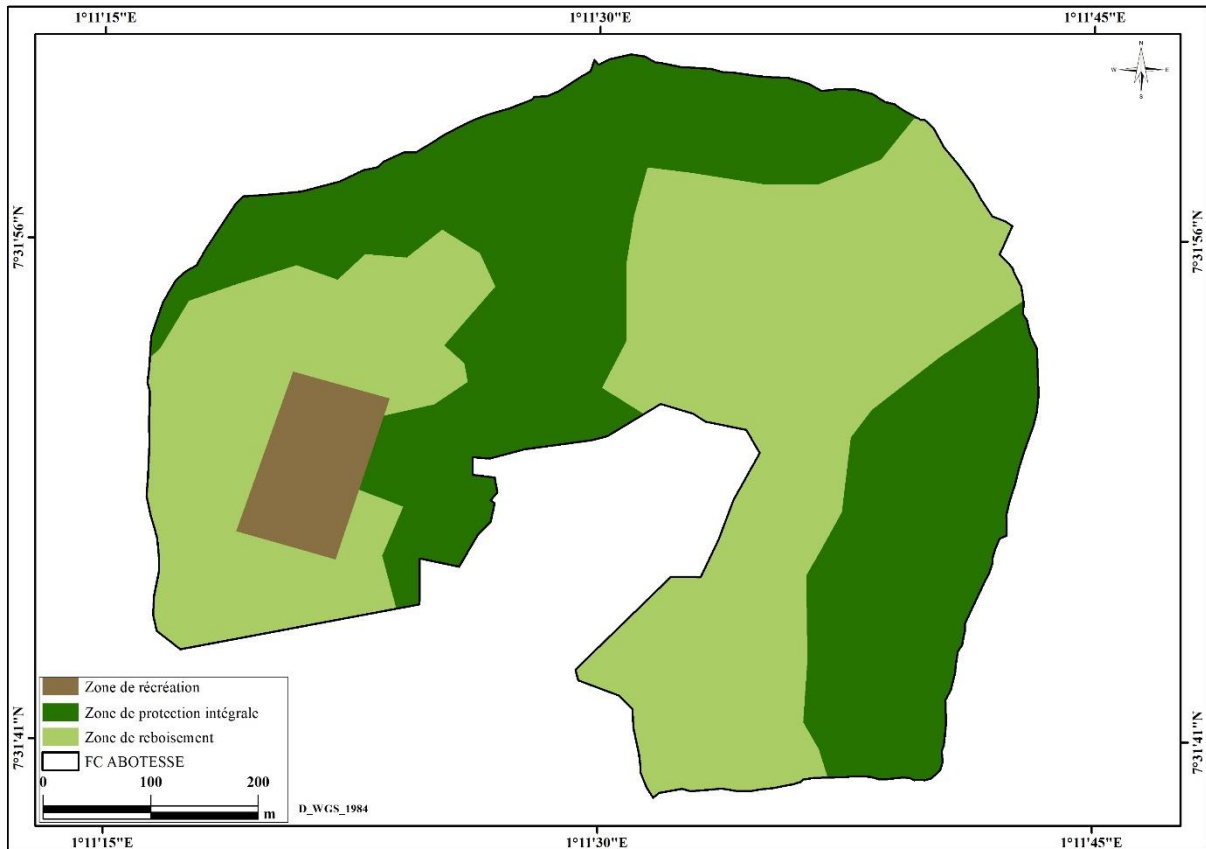 1°11'15"E 1°11'30"E 1°11'45"E
N
W E
S
7°31'56"N 7°31'56"N
7°31'41"N 7°31'41"N
Zone de récréation
Zone de protection intégrale
Zone de reboisement
FC ABOTESSE
0 100 200
m
D_WGS_1984
1°11'15"E 1°11'30"E 1°11'45"E